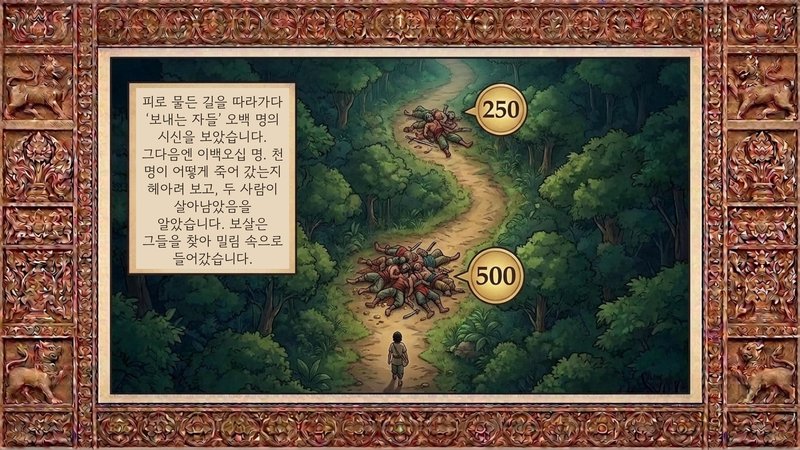 피로 물든 길을 따라가다
‘보내는 자들’ 오백 명의
시신을 보았습니다.
그다음엔 이백오십 명. 천
명이 어떻게 죽어 갔는지
헤아려 보고, 두 사람이
살아남았음을
알았습니다. 보살은
그들을 찾아 밀림 속으로
들어갔습니다.
250
500